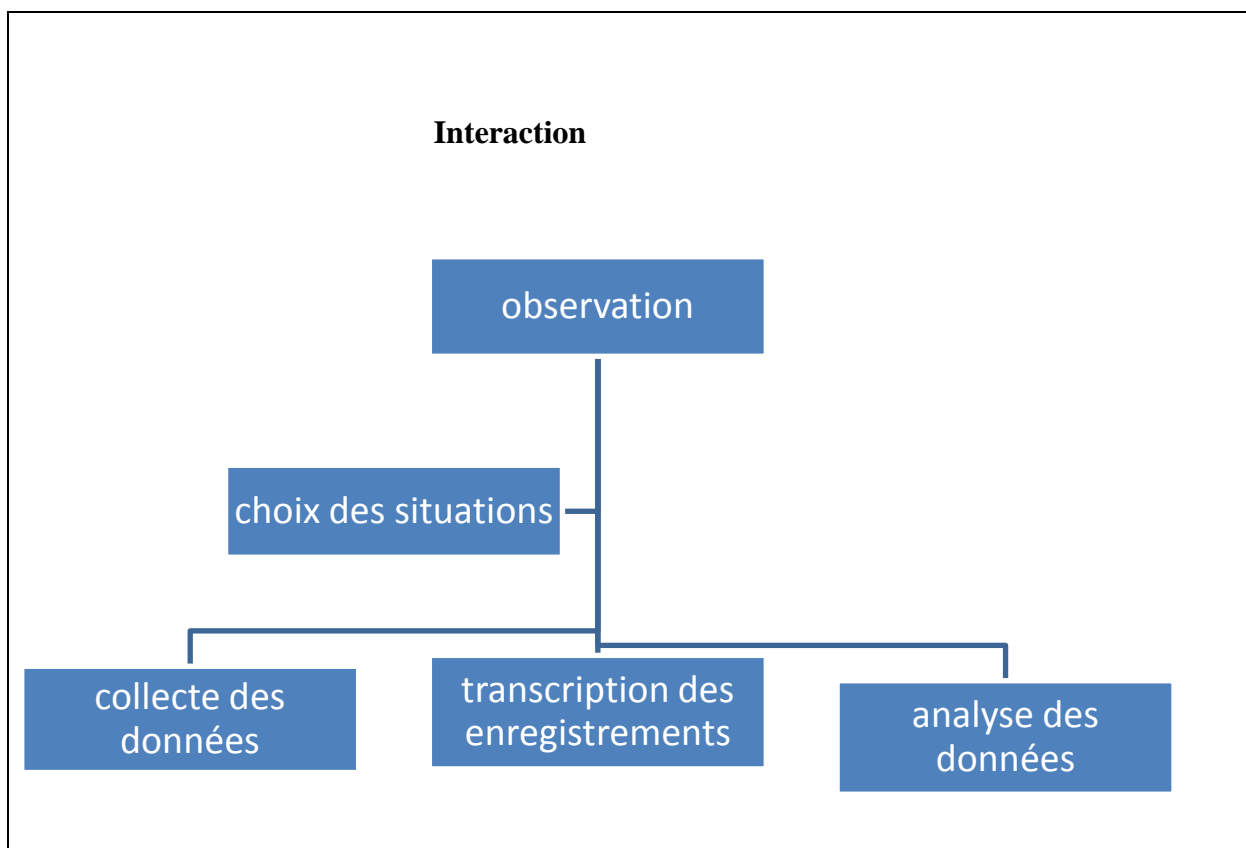 Interaction
observation
choix des situations
collecte des
données
transcription des
enregistrements
analyse des
données